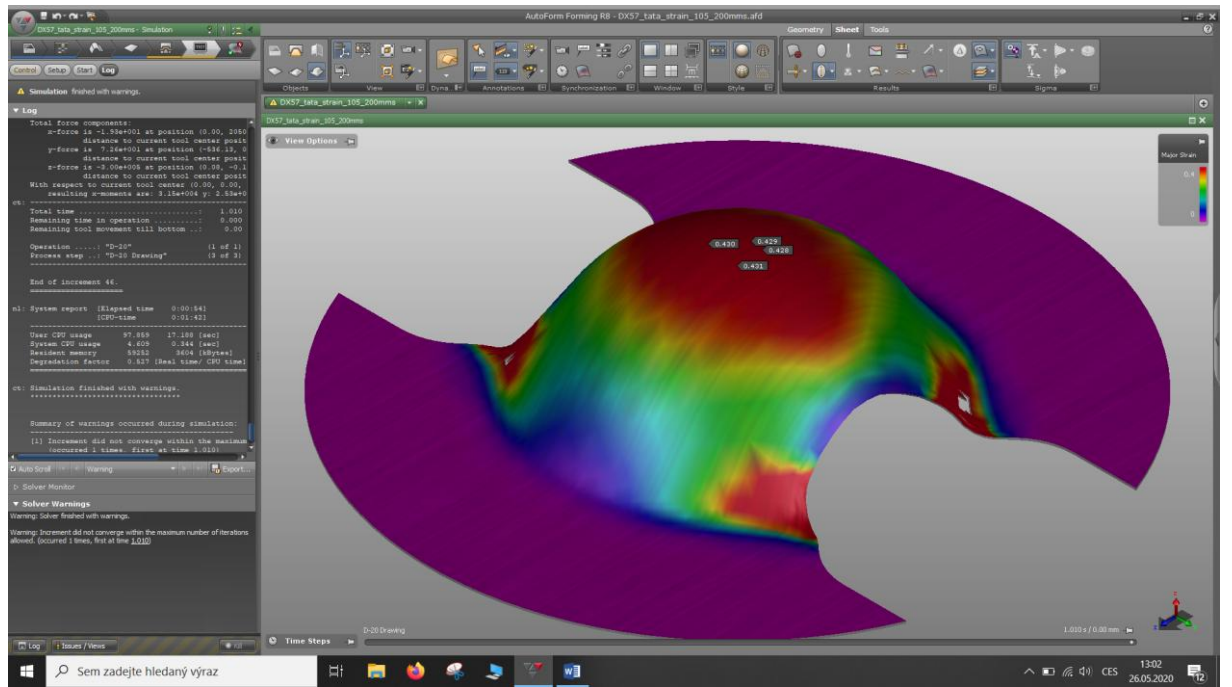 AutoForm Forming R8 - DX57_tata_strain_105_200mms.afd
DX57_tata_strain_105_200mms - Simulation
Geometry Sheet Tools
Control Setup Start Log
Objects View Dyna. Annotations Synchronization Window Style Results Sigma
Simulation finished with warnings.
DX57_tata_strain_105_200mms
Log
DX57_tata_strain_105_200mms
View Options
Major Strain
0.4
0
Total force components:
x-force is -1.93e+001 at position (0.00, 2050
distance to current tool center posit
y-force is 7.26e+001 at position (-536.13, 0
distance to current tool center posit
z-force is -3.00e+005 at position (0.00, -0.1
distance to current tool center posit
With respect to current tool center (0.00, 0.00,
resulting x-moments are: 3.15e+004 y: 2.53e+0
ct:
Total time ..........................: 1.010
Remaining time in operation ..........: 0.000
Remaining tool movement till bottom ..: 0.00
Operation .....: "D-20" (1 of 1)
Process step ..: "D-20 Drawing" (3 of 3)
End of increment 46.
nl: System report [Elapsed time 0:00:54]
[CPU-time 0:01:42]
User CPU usage 97.859 17.188 [sec]
System CPU usage 4.609 0.344 [sec]
Resident memory 59252 3604 [kBytes]
Degradation factor 0.527 [Real time/ CPU time]
ct: Simulation finished with warnings.
*********************************
Summary of warnings occurred during simulation:
[1] Increment did not converge within the maximum
(occurred 1 times, first at time 1.010)
0.430
0.429
0.428
0.431
Auto Scroll Warning Export...
Solver Monitor
Solver Warnings
Warning: Solver finished with warnings.
Warning: Increment did not converge within the maximum number of iterations
allowed. (occurred 1 times, first at time 1.010)
D-20 Drawing
1.010 s / 0.00 mm
Log Issues / Views Kill
Time Steps
Sem zadejte hledaný výraz
CES
13:02
26.05.2020
12